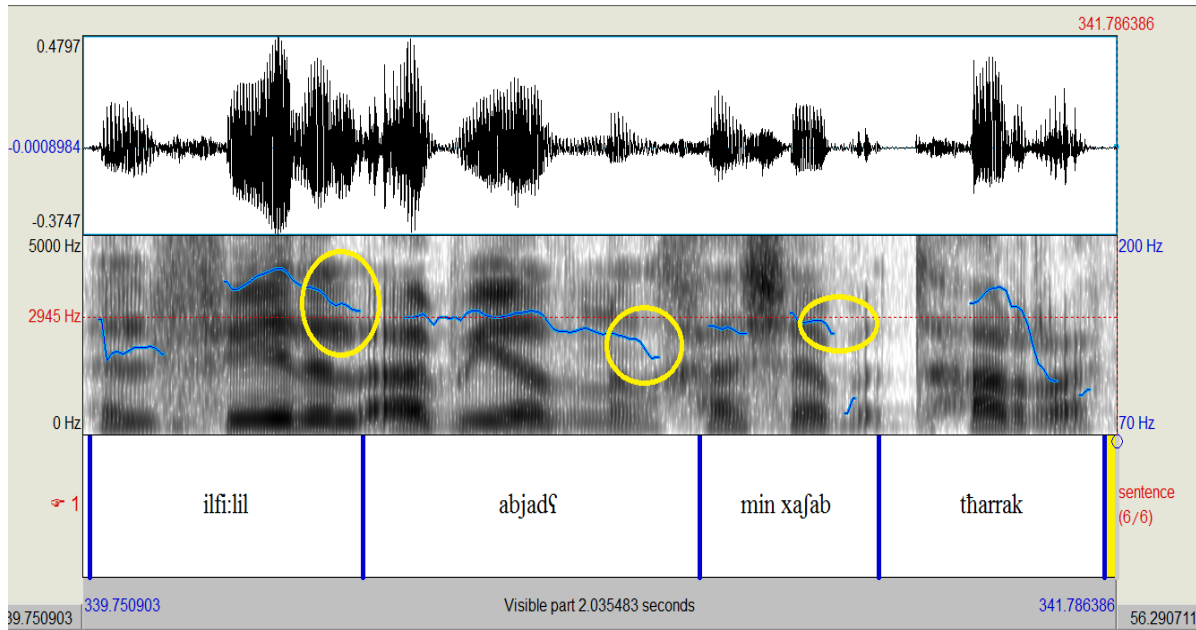 341.786386
0.4797
-0.0008984
-0.3747
5000 Hz 200 Hz
2945 Hz
0 Hz 70 Hz
☞ 1 ilfi:lil abjadʕ min xaʃab tħarrak sentence
(6/6)
339.750903 Visible part 2.035483 seconds 341.786386
39.750903 56.290711